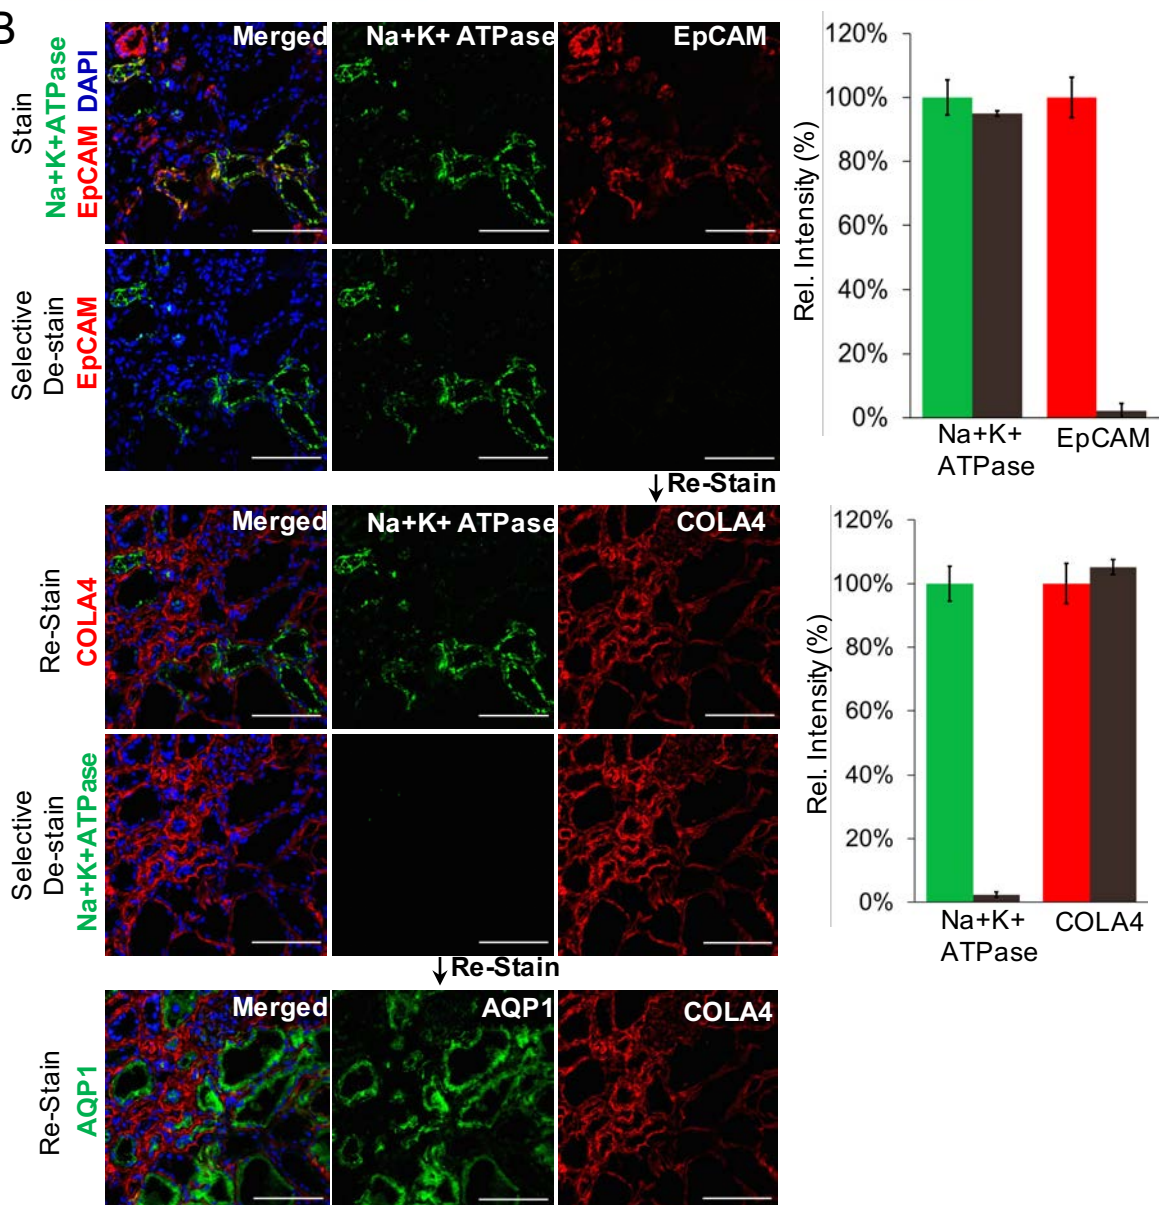 B
Stain
Na+K+ATPase
EpCAM DAPI
Merged
Na+K+ ATPase
EpCAM
Selective
De-stain
EpCAM
Rel. Intensity (%)
120%
100%
80%
60%
40%
20%
0%
Na+K+
ATPase
EpCAM
Re-Stain
Re-Stain
COLA4
Merged
Na+K+ ATPase
COLA4
Selective
De-stain
Na+K+ATPase
Rel. Intensity (%)
120%
100%
80%
60%
40%
20%
0%
Na+K+
ATPase
COLA4
Re-Stain
Re-Stain
AQP1
Merged
AQP1
COLA4